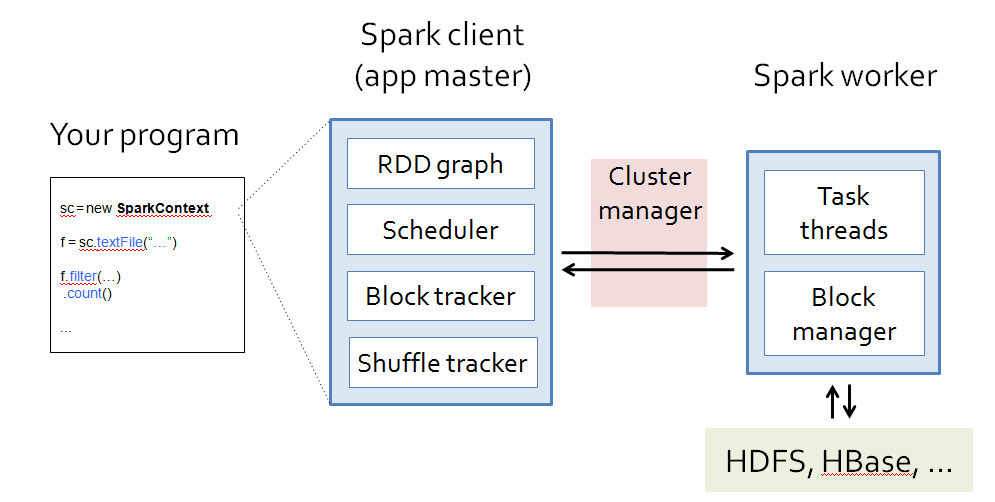 Your program
sc = new SparkContext
f = sc.textFile("…")
f.filter(…)
.count()
...
Spark client
(app master)
RDD graph
Scheduler
Block tracker
Shuffle tracker
Cluster
manager
Spark worker
Task
threads
Block
manager
HDFS, HBase, …